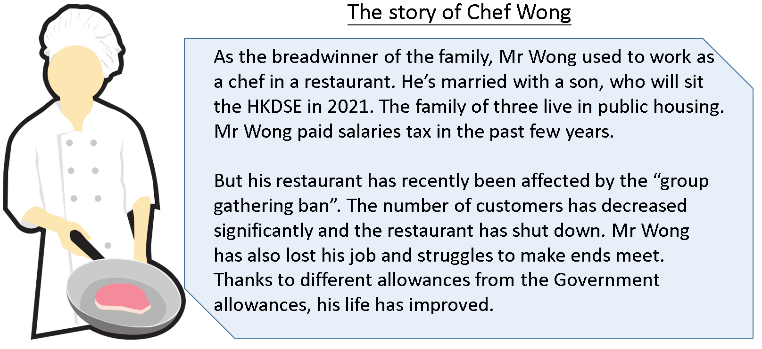 The story of Chef Wong
As the breadwinner of the family, Mr Wong used to work as
a chef in a restaurant. He’s married with a son, who will sit
the HKDSE in 2021. The family of three live in public housing.
Mr Wong paid salaries tax in the past few years.
But his restaurant has recently been affected by the “group
gathering ban”. The number of customers has decreased
significantly and the restaurant has shut down. Mr Wong
has also lost his job and struggles to make ends meet.
Thanks to different allowances from the Government
allowances, his life has improved.